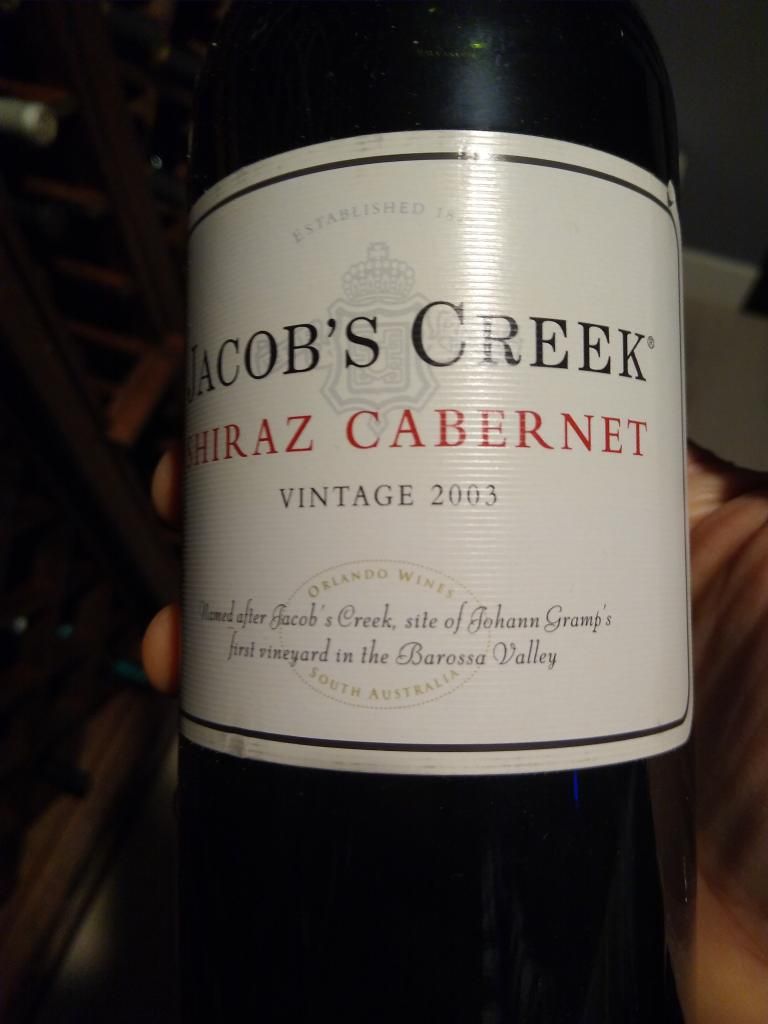 ESTABLISHED
JACOB'S CREEK®
SHIRAZ CABERNET
VINTAGE 2003
ORLANDO WINES
Named after Jacob's Creek, site of Johann Gramp's
first vineyard in the Barossa Valley
SOUTH AUSTRALIA